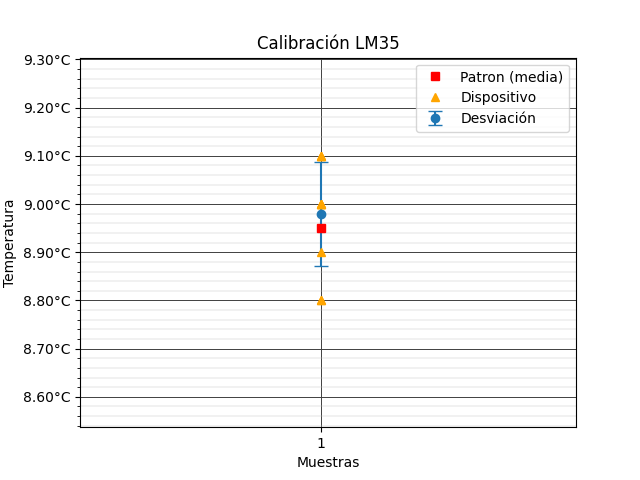 Calibración LM35
9.30°C
9.20°C
9.10°C
9.00°C
8.90°C
8.80°C
8.70°C
8.60°C
Temperatura
Patron (media)
Dispositivo
Desviación
1
Muestras